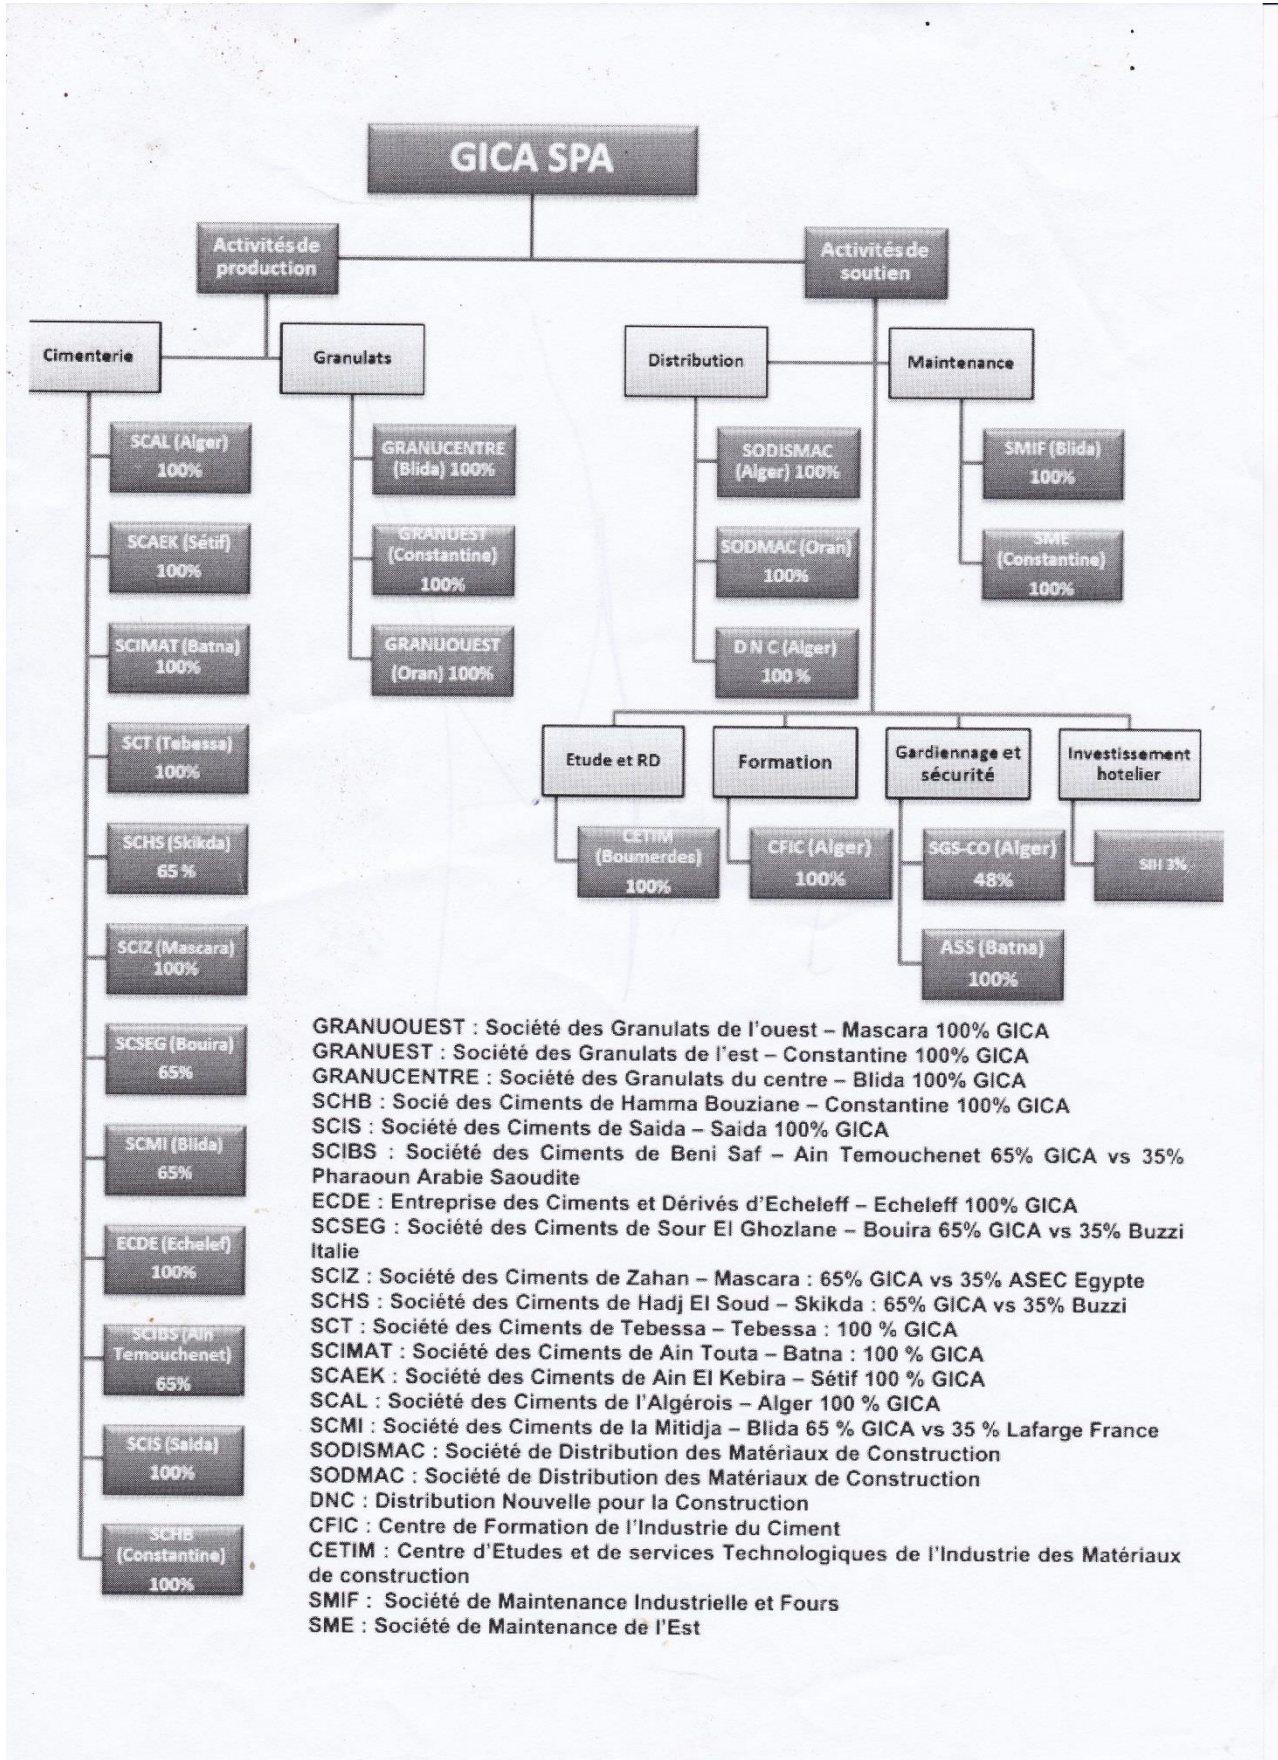 GICA SPA
Activités de
production
Activités de
soutien
Cimenterie
Granulats
Distribution
Maintenance
SCAL (Alger)
100%
SCAEK (Sétif)
100%
SCIMAT (Batna)
100%
SCT (Tebessa)
100%
SCHS (Skikda)
65 %
SCIZ (Mascara)
100%
SCSEG (Bouira)
65%
SCMI (Blida)
65%
ECDE (Echelef)
100%
SCIBS (Ain
Temouchenet)
65%
SCIS (Saida)
100%
SCHB
(Constantine)
100%
GRANUCENTRE
(Blida) 100%
GRANUEST
(Constantine)
100%
GRANUOUEST
(Oran) 100%
SODISMAC
(Alger) 100%
SODMAC (Oran)
100%
D N C (Alger)
100 %
SMIF (Blida)
100%
SME
(Constantine)
100%
Etude et RD
Formation
Gardiennage et
sécurité
Investissement
hotelier
CETIM
(Boumerdes)
100%
CFIC (Alger)
100%
SGS-CO (Alger)
48%
ASS (Batna)
100%
SIH 3%
GRANUOUEST : Société des Granulats de l'ouest – Mascara 100% GICA
GRANUEST : Société des Granulats de l'est – Constantine 100% GICA
GRANUCENTRE : Société des Granulats du centre – Blida 100% GICA
SCHB : Socié des Ciments de Hamma Bouziane – Constantine 100% GICA
SCIS : Société des Ciments de Saida – Saida 100% GICA
SCIBS : Société des Ciments de Beni Saf – Ain Temouchenet 65% GICA vs 35%
Pharaoun Arabie Saoudite
ECDE : Entreprise des Ciments et Dérivés d'Echeleff – Echeleff 100% GICA
SCSEG : Société des Ciments de Sour El Ghozlane – Bouira 65% GICA vs 35% Buzzi
Italie
SCIZ : Société des Ciments de Zahan – Mascara : 65% GICA vs 35% ASEC Egypte
SCHS : Société des Ciments de Hadj El Soud – Skikda : 65% GICA vs 35% Buzzi
SCT : Société des Ciments de Tebessa – Tebessa : 100 % GICA
SCIMAT : Société des Ciments de Ain Touta – Batna : 100 % GICA
SCAEK : Société des Ciments de Ain El Kebira – Sétif 100 % GICA
SCAL : Société des Ciments de l'Algérois – Alger 100 % GICA
SCMI : Société des Ciments de la Mitidja – Blida 65 % GICA vs 35 % Lafarge France
SODISMAC : Société de Distribution des Matériaux de Construction
SODMAC : Société de Distribution des Matériaux de Construction
DNC : Distribution Nouvelle pour la Construction
CFIC : Centre de Formation de l'Industrie du Ciment
CETIM : Centre d'Etudes et de services Technologiques de l'Industrie des Matériaux
de construction
SMIF : Société de Maintenance Industrielle et Fours
SME : Société de Maintenance de l'Est